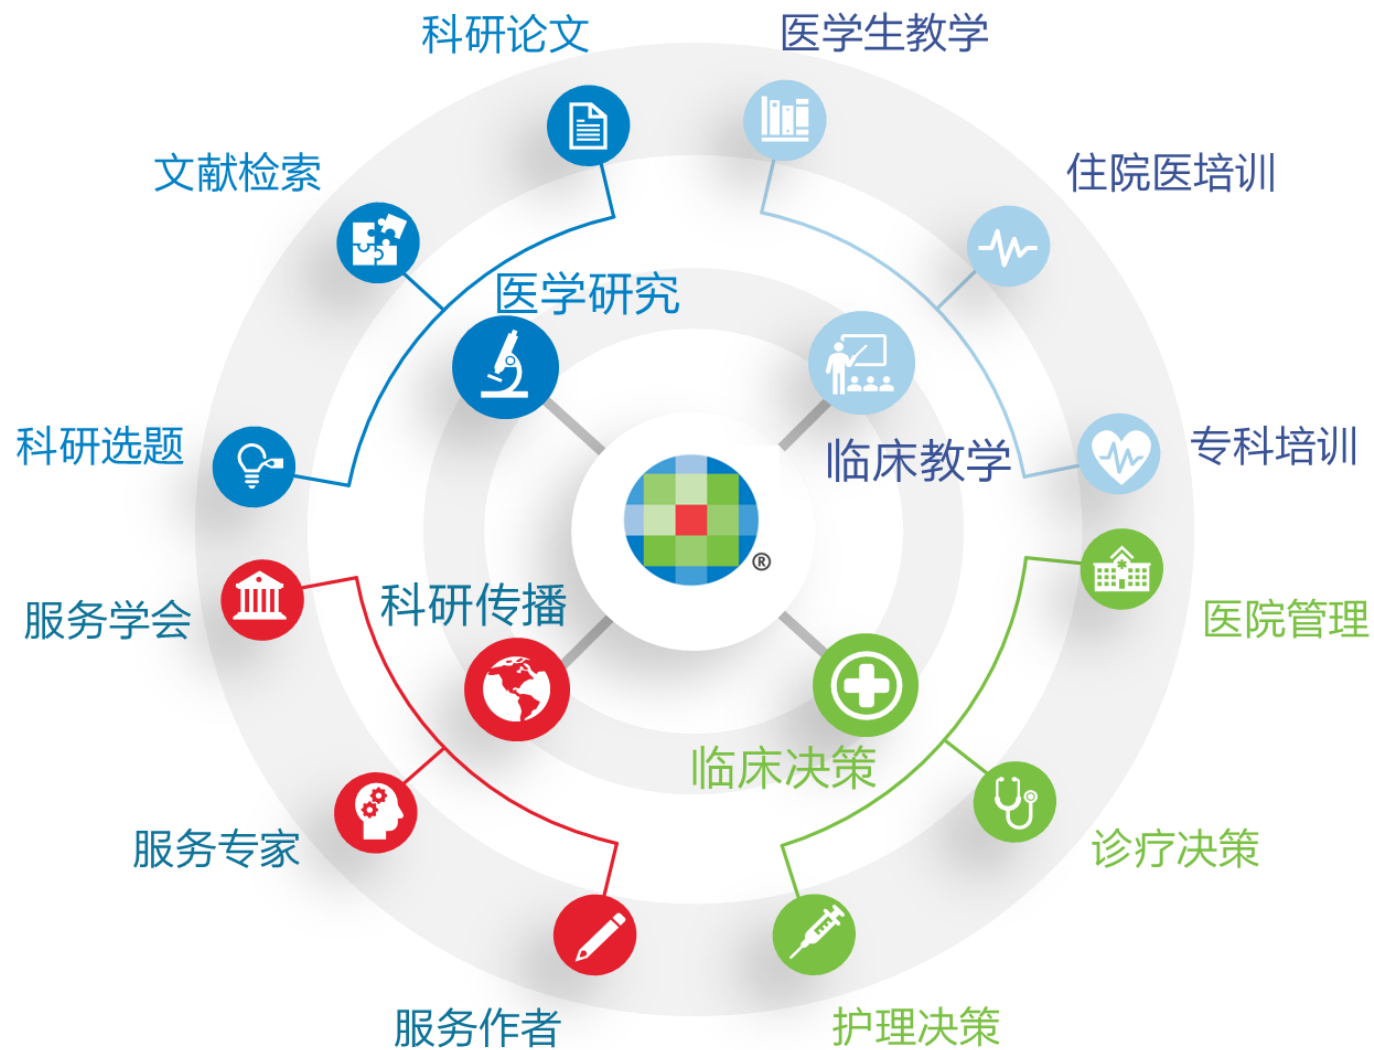 科研论文
医学生教学
文献检索
住院医培训
医学研究
科研选题
临床教学
专科培训
®
服务学会
科研传播
医院管理
临床决策
服务专家
诊疗决策
服务作者
护理决策